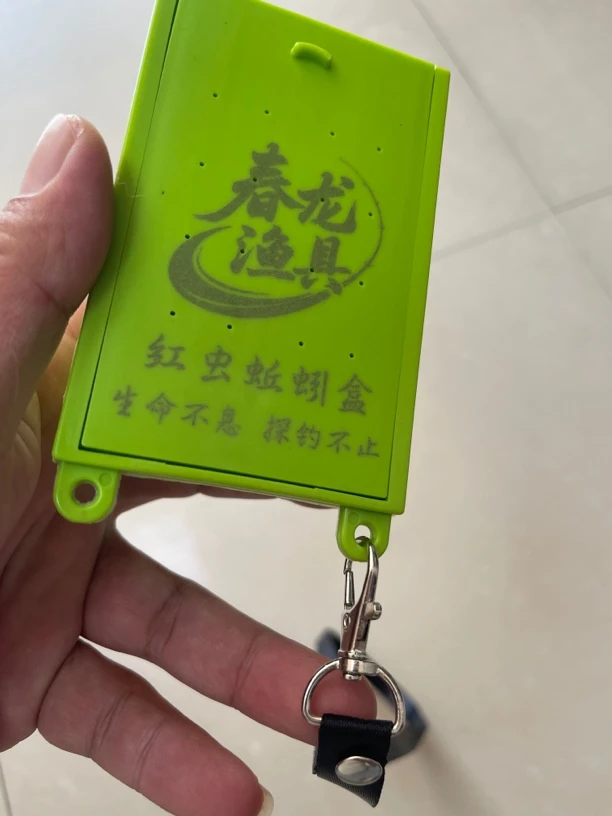 春龙
渔具
红虫蚯蚓盒
生命不息 探钓不止